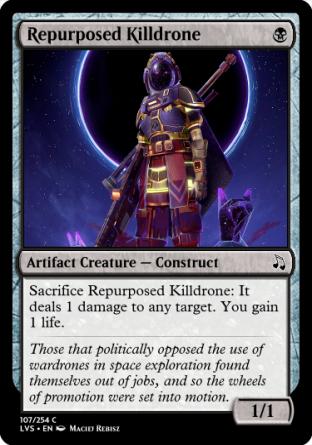 Repurposed Killdrone
Artifact Creature — Construct
Sacrifice Repurposed Killdrone: It
deals 1 damage to any target. You gain
1 life.
Those that politically opposed the use of
wardrones in space exploration found
themselves out of jobs, and so the wheels
of promotion were set into motion.
1/1
107/254 C
LVS • EN Maciej Rebisz